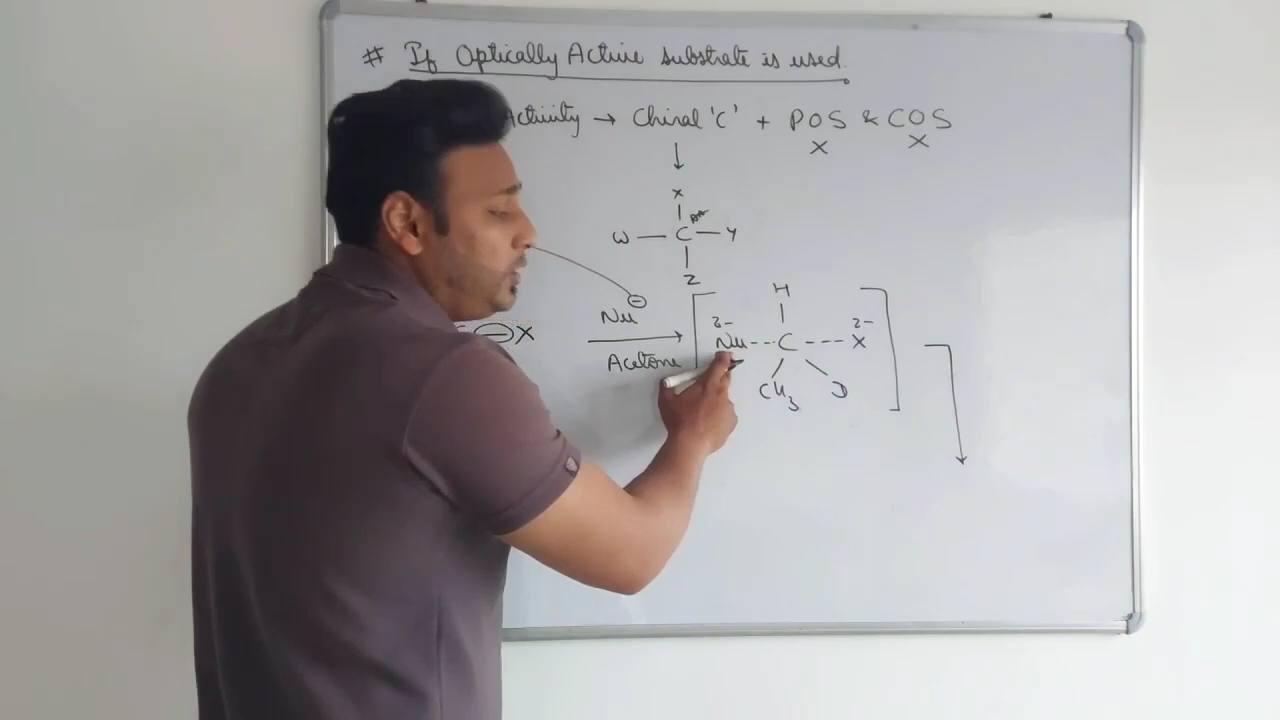 # If Optically Active substrate is used.
Activity → Chiral 'C' + POS & COS
x x
x
W — C — Y
Z
H
Nu ⊖
δ- δ-
X Nu --- C --- X
Acetone
CH3 D